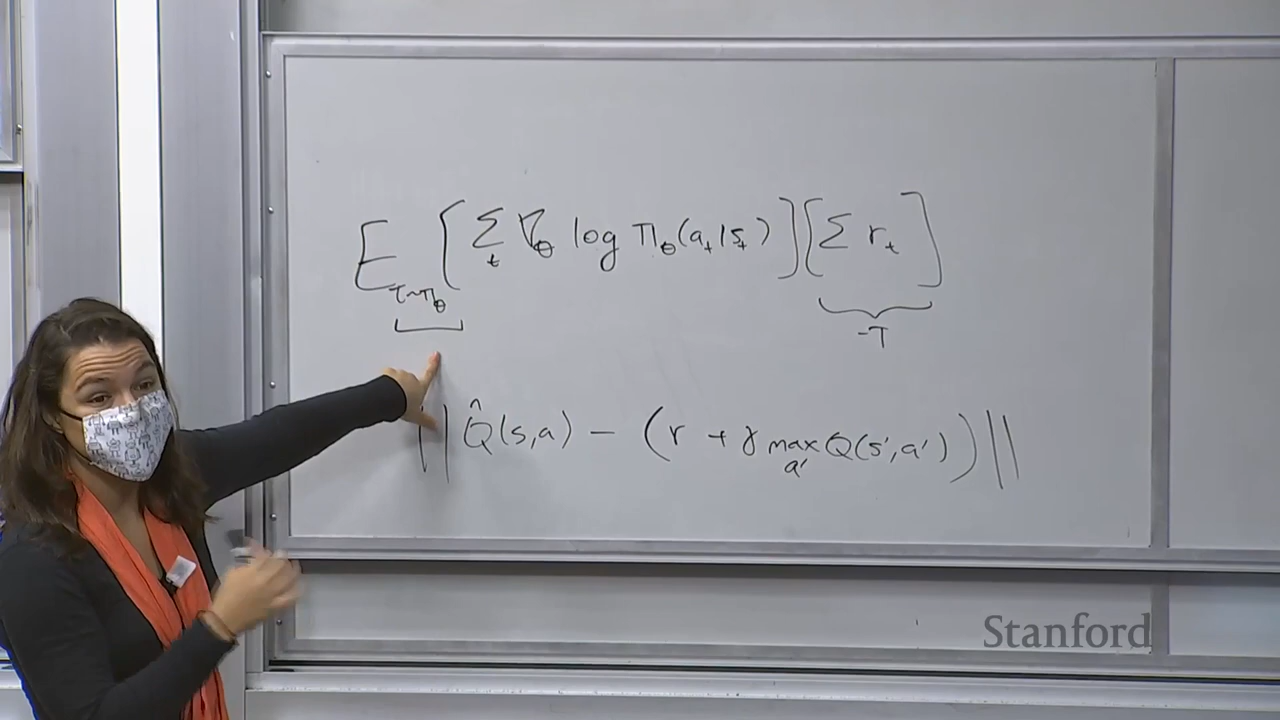 E_{τ~π_θ} [ Σ_t ∇_θ log π_θ(a_t|s_t) ] [ Σ r_t ]
-T
|| Q̂(s,a) - (r + γ max_{a'} Q(s',a')) ||
Stanford